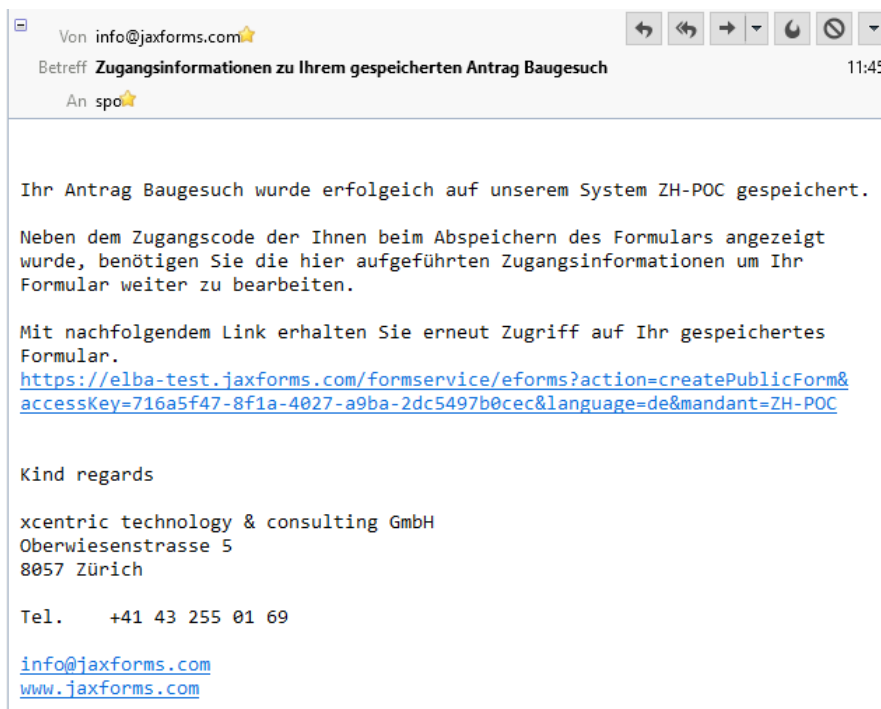 Von info@jaxforms.com
Betreff Zugangsinformationen zu Ihrem gespeicherten Antrag Baugesuch 11:45
An spo
Ihr Antrag Baugesuch wurde erfolgeich auf unserem System ZH-POC gespeichert.
Neben dem Zugangscode der Ihnen beim Abspeichern des Formulars angezeigt
wurde, benötigen Sie die hier aufgeführten Zugangsinformationen um Ihr
Formular weiter zu bearbeiten.
Mit nachfolgendem Link erhalten Sie erneut Zugriff auf Ihr gespeichertes
Formular.
https://elba-test.jaxforms.com/formservice/eforms?action=createPublicForm&
accessKey=716a5f47-8f1a-4027-a9ba-2dc5497b0cec&language=de&mandant=ZH-POC
Kind regards
xcentric technology & consulting GmbH
Oberwiesenstrasse 5
8057 Zürich
Tel. +41 43 255 01 69
info@jaxforms.com
www.jaxforms.com